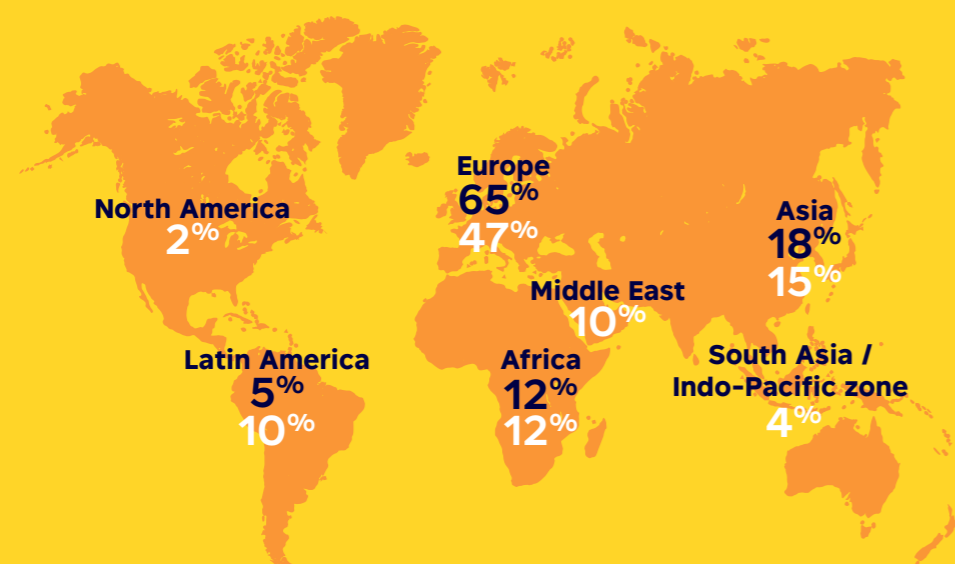 Europe
65%
47%
North America
2%
Asia
18%
15%
Middle East
10%
Latin America
5%
10%
Africa
12%
12%
South Asia /
Indo-Pacific zone
4%